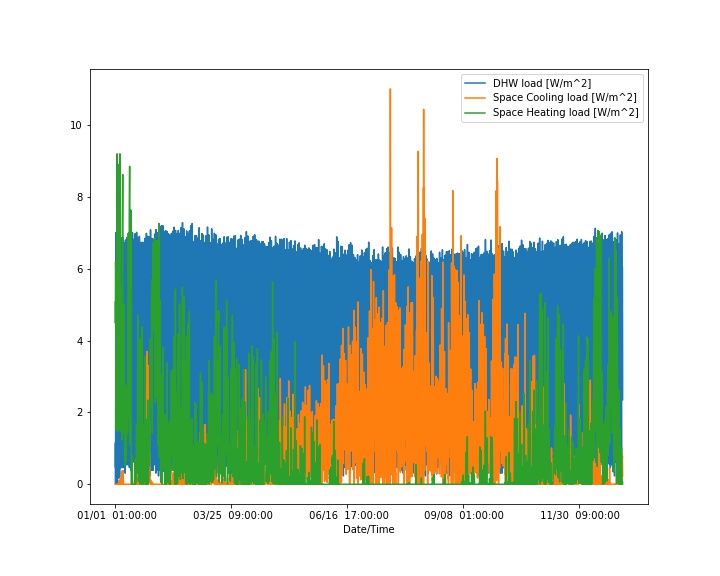 DHW load [W/m^2]
Space Cooling load [W/m^2]
Space Heating load [W/m^2]
10
8
6
4
2
0
01/01 01:00:00 03/25 09:00:00 06/16 17:00:00 09/08 01:00:00 11/30 09:00:00
Date/Time